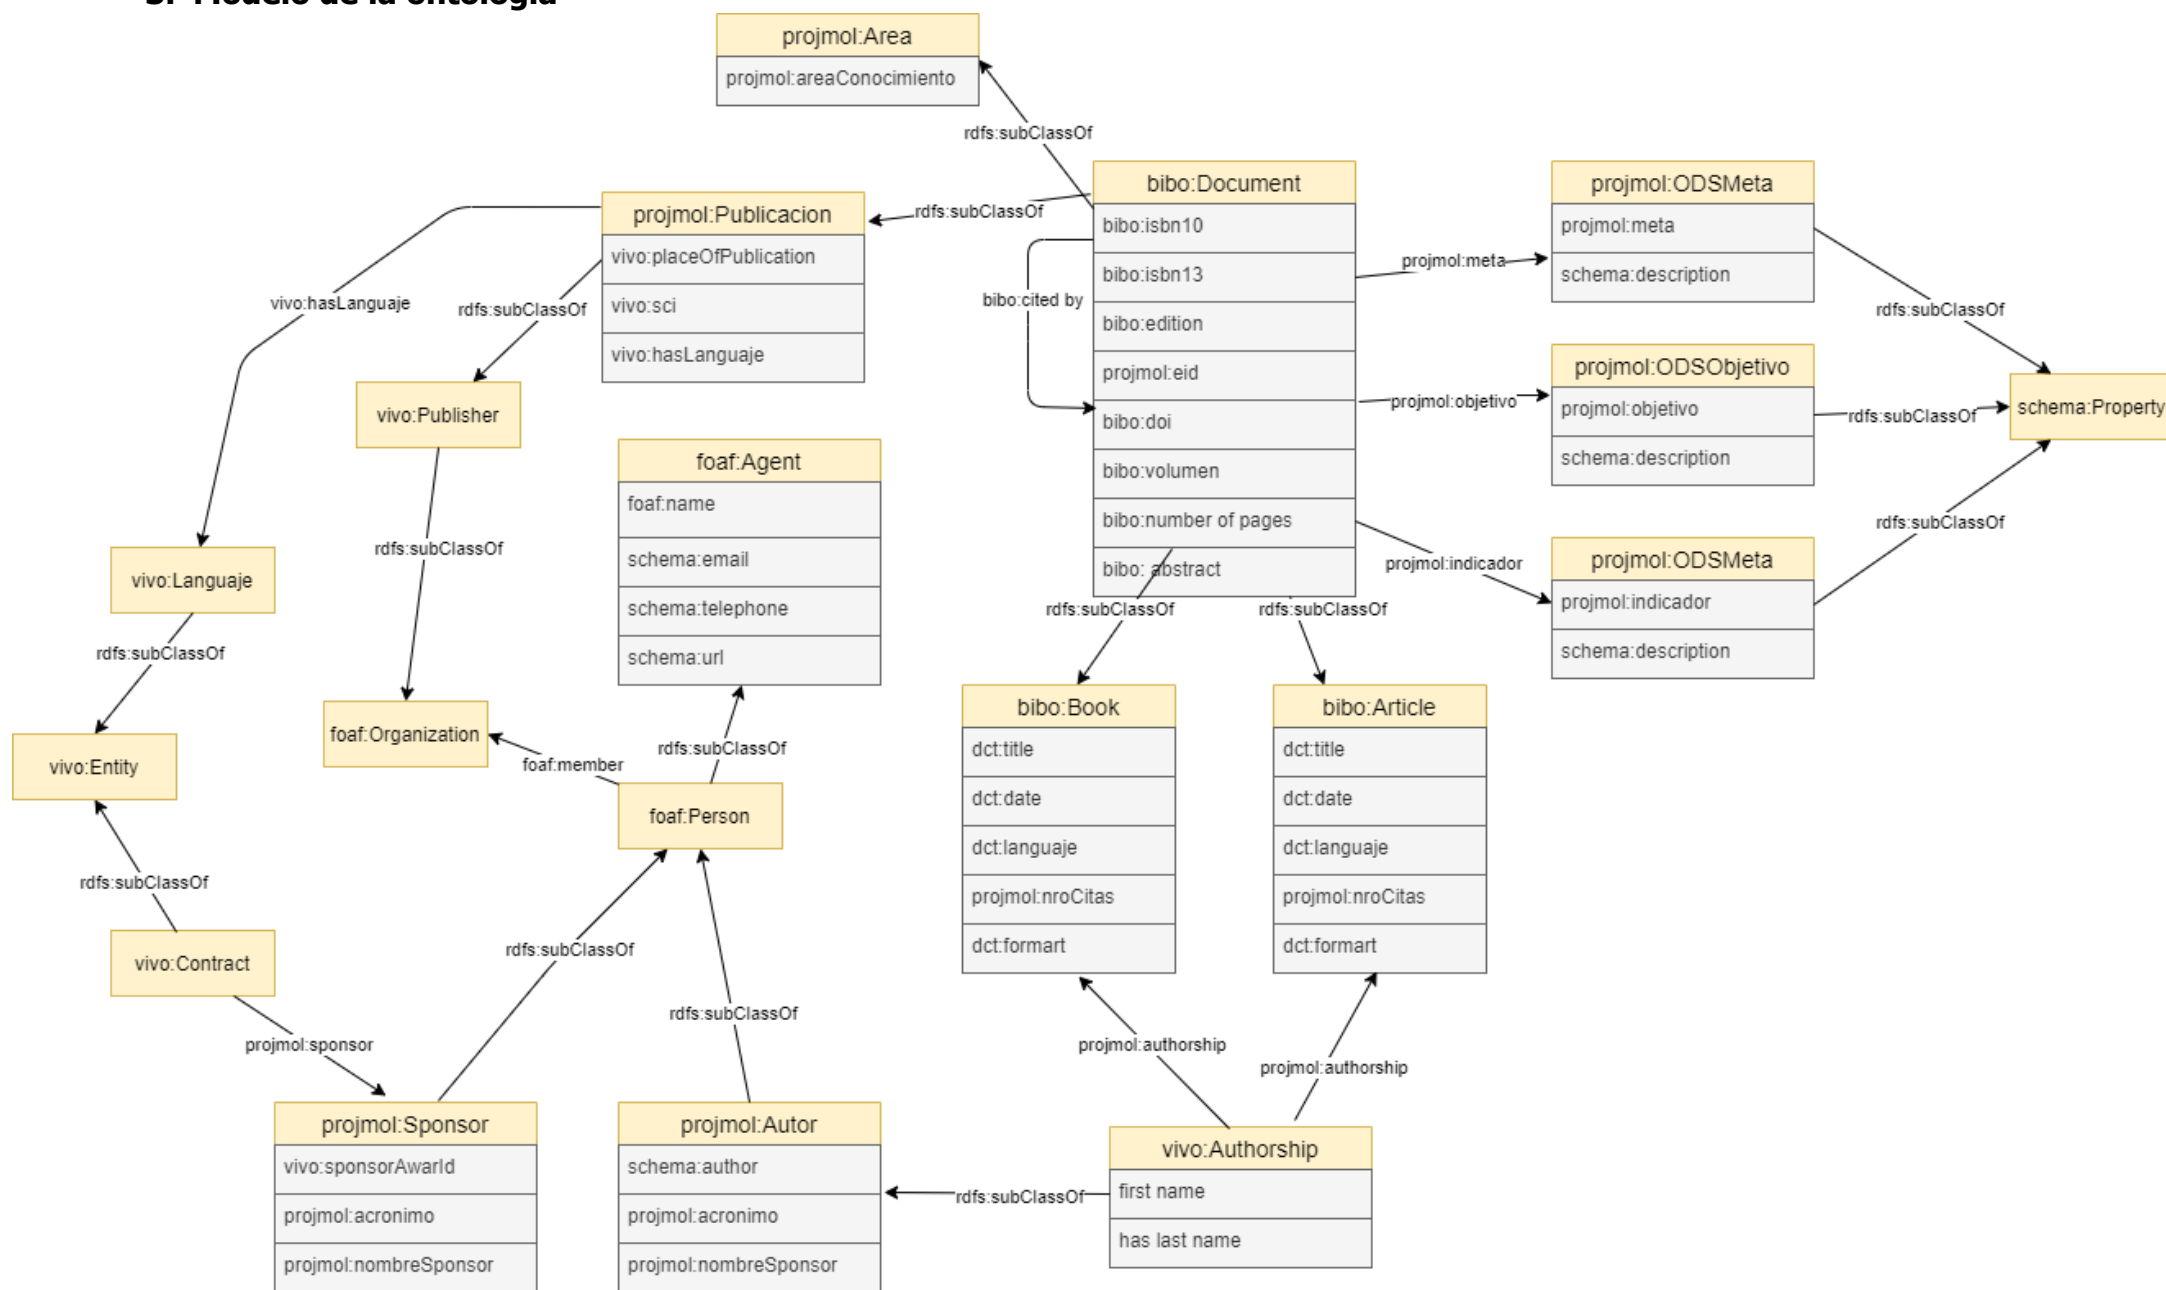 3. Modelo de la ontología
projmol:Area
projmol:areaConocimiento
rdfs:subClassOf
bibo:Document
bibo:isbn10
bibo:isbn13
bibo:edition
projmol:eid
bibo:doi
bibo:volumen
bibo:number of pages
bibo: abstract
bibo:cited by
rdfs:subClassOf
projmol:Publicacion
vivo:placeOfPublication
vivo:sci
vivo:hasLanguaje
vivo:hasLanguaje
rdfs:subClassOf
vivo:Publisher
rdfs:subClassOf
vivo:Languaje
rdfs:subClassOf
vivo:Entity
rdfs:subClassOf
vivo:Contract
projmol:sponsor
foaf:Organization
foaf:member
foaf:Agent
foaf:name
schema:email
schema:telephone
schema:url
rdfs:subClassOf
foaf:Person
rdfs:subClassOf
rdfs:subClassOf
projmol:Sponsor
vivo:sponsorAwarId
projmol:acronimo
projmol:nombreSponsor
projmol:Autor
schema:author
projmol:acronimo
projmol:nombreSponsor
projmol:meta
projmol:ODSMeta
projmol:meta
schema:description
rdfs:subClassOf
projmol:objetivo
projmol:ODSObjetivo
projmol:objetivo
schema:description
rdfs:subClassOf
schema:Property
projmol:indicador
projmol:ODSMeta
projmol:indicador
schema:description
rdfs:subClassOf
rdfs:subClassOf
rdfs:subClassOf
bibo:Book
dct:title
dct:date
dct:languaje
projmol:nroCitas
dct:formart
bibo:Article
dct:title
dct:date
dct:languaje
projmol:nroCitas
dct:formart
projmol:authorship
projmol:authorship
vivo:Authorship
first name
has last name
rdfs:subClassOf